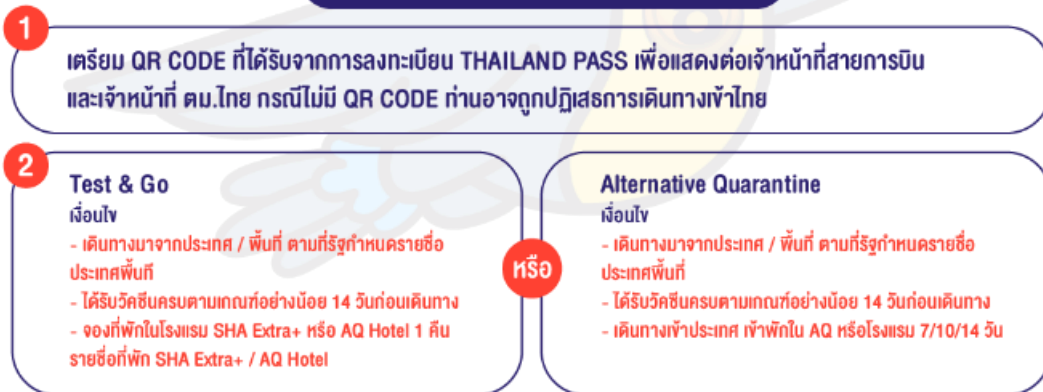 1
เตรียม QR CODE ที่ได้รับจากการลงทะเบียน THAILAND PASS เพื่อแสดงต่อเจ้าหน้าที่สายการบิน
และเจ้าหน้าที่ ตม.ไทย กรณีไม่มี QR CODE ท่านอาจถูกปฏิเสธการเดินทางเข้าไทย
2
Test & Go
เงื่อนไข
- เดินทางมาจากประเทศ / พื้นที่ ตามที่รัฐกำหนดรายชื่อ
ประเทศพื้นที
- ได้รับวัคซีนครบตามเกณฑ์อย่างน้อย 14 วันก่อนเดินทาง
- จองที่พักในโรงแรม SHA Extra+ หรือ AQ Hotel 1 คืน
รายชื่อที่พัก SHA Extra+ / AQ Hotel
หรือ
Alternative Quarantine
เงื่อนไข
- เดินทางมาจากประเทศ / พื้นที่ ตามที่รัฐกำหนดรายชื่อ
ประเทศพื้นที่
- ได้รับวัคซีนครบตามเกณฑ์อย่างน้อย 14 วันก่อนเดินทาง
- เดินทางเข้าประเทศ เข้าพักใน AQ หรือโรงแรม 7/10/14 วัน